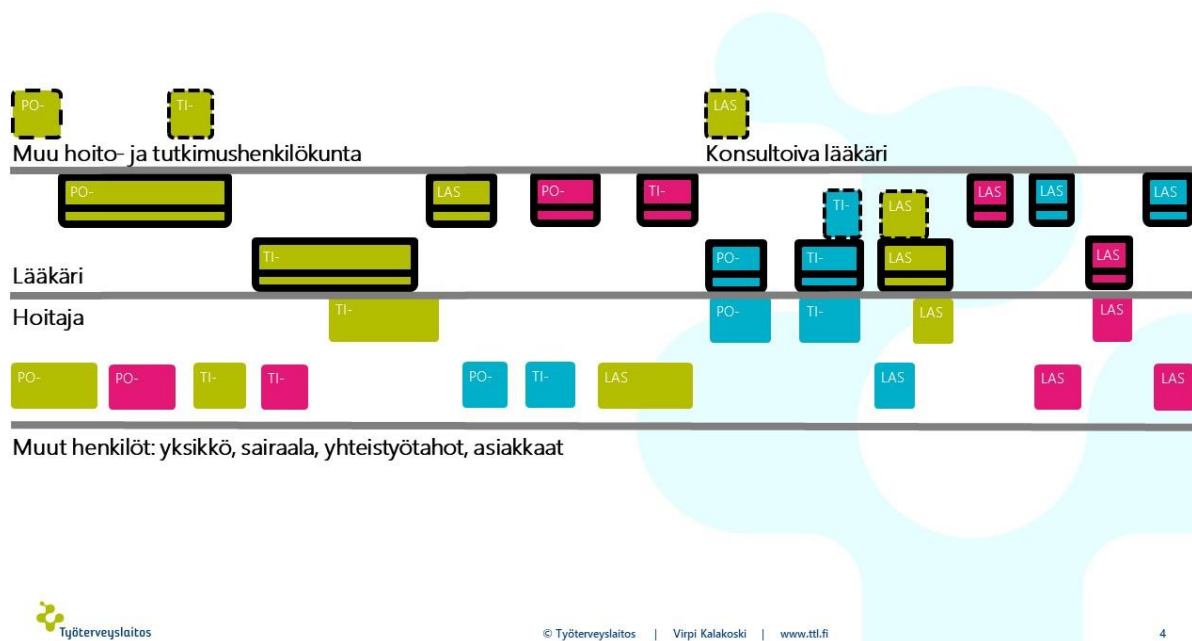 PO- TI- LAS
Muu hoito- ja tutkimushenkilökunta Konsultoiva lääkäri
PO- LAS PO- TI- LAS LAS LAS
TI- LAS
TI- PO- TI- LAS LAS
Lääkäri
Hoitaja
TI- PO- TI- LAS LAS
PO- PO- TI- TI- PO- TI- LAS LAS LAS LAS
Muut henkilöt: yksikkö, sairaala, yhteistyötahot, asiakkaat
Työterveyslaitos © Työterveyslaitos | Virpi Kalakoski | www.ttl.fi 4